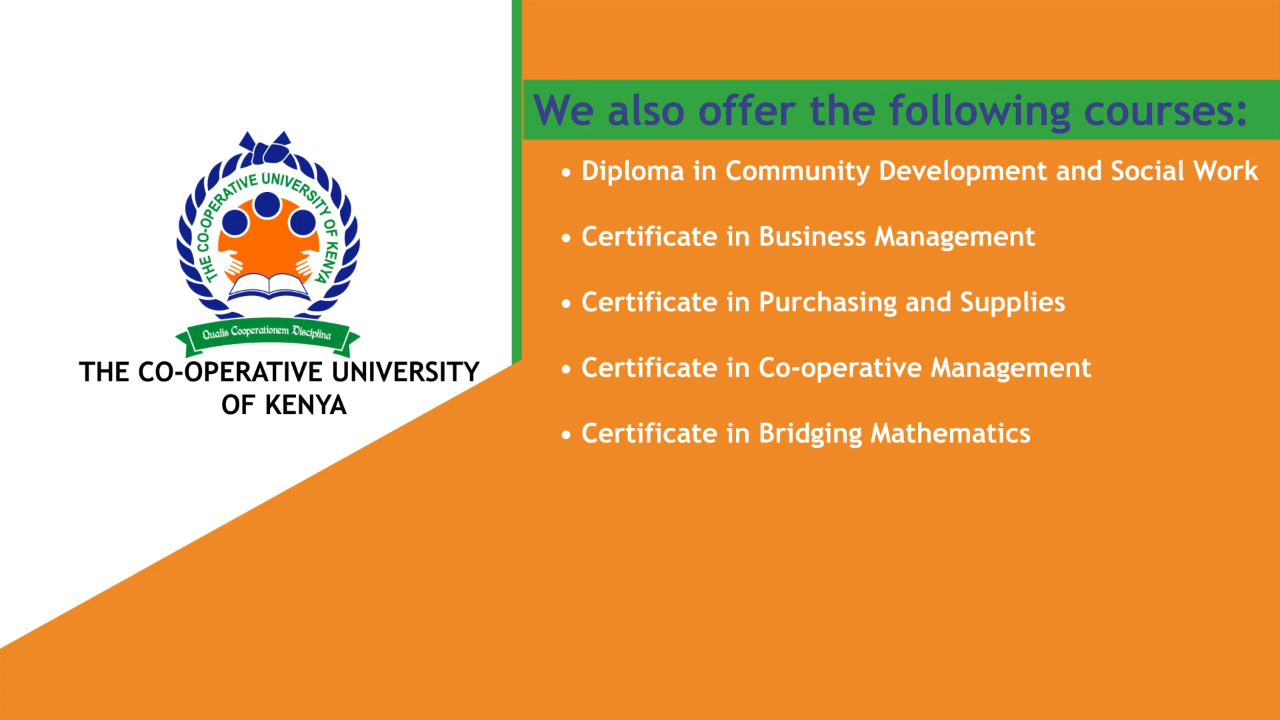 THE CO-OPERATIVE UNIVERSITY OF KENYA
Qualis Cooperationem Disciplina
THE CO-OPERATIVE UNIVERSITY
OF KENYA
We also offer the following courses:
• Diploma in Community Development and Social Work
• Certificate in Business Management
• Certificate in Purchasing and Supplies
• Certificate in Co-operative Management
• Certificate in Bridging Mathematics